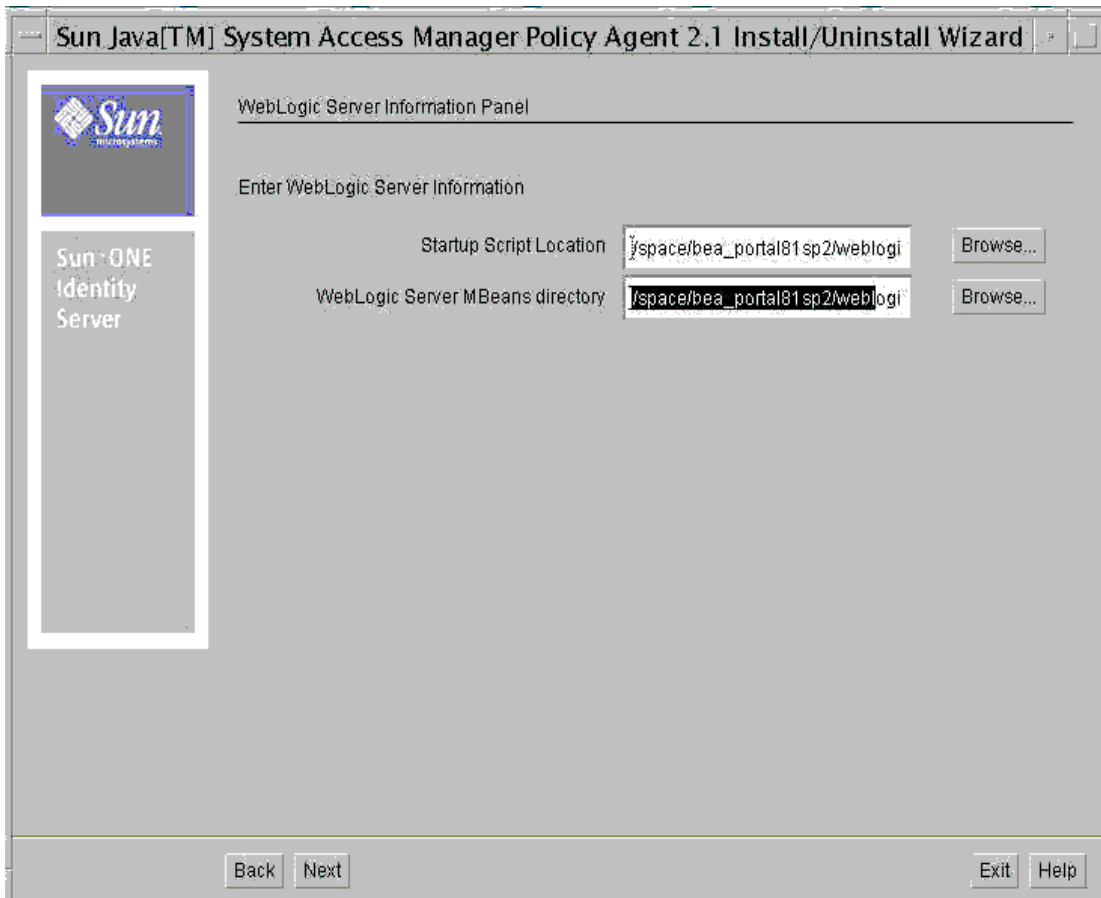 Sun Java[TM] System Access Manager Policy Agent 2.1 Install/Uninstall Wizard
Sun
microsystems
Sun ONE
Identity
Server
WebLogic Server Information Panel
Enter WebLogic Server Information
Startup Script Location /space/bea_portal81sp2/weblogi Browse...
WebLogic Server MBeans directory /space/bea_portal81sp2/weblogi Browse...
Back Next Exit Help